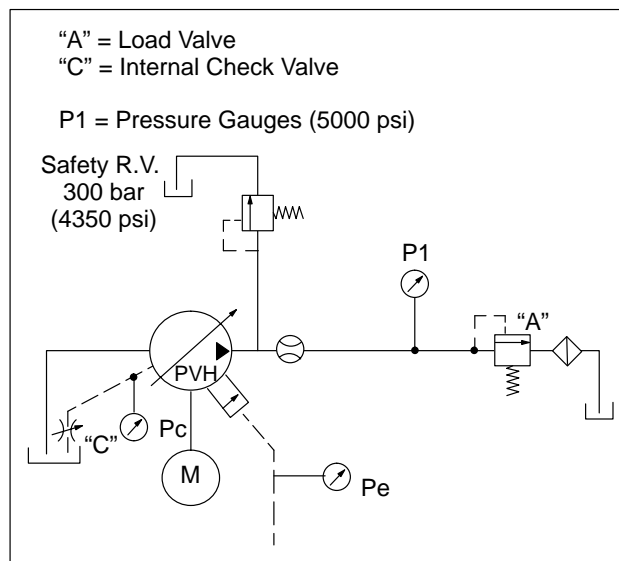 “A” = Load Valve
“C” = Internal Check Valve
P1 = Pressure Gauges (5000 psi)
Safety R.V.
300 bar
(4350 psi)
P1
“A”
PVH
“C”
Pc
M
Pe